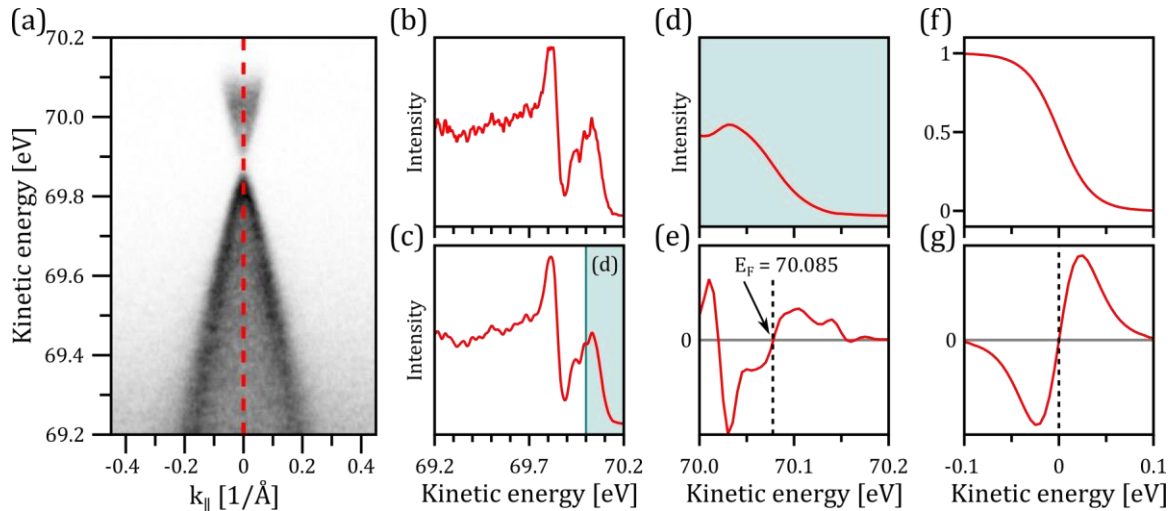 (a)
70.2
70.0
69.8
69.6
69.4
69.2
Kinetic energy [eV]
-0.4
-0.2
0
0.2
0.4
k∥ [1/Å]
(b)
Intensity
(c)
(d)
Intensity
69.2
69.7
70.2
Kinetic energy [eV]
(d)
Intensity
(e)
E_F = 70.085
0
70.0
70.1
70.2
Kinetic energy [eV]
(f)
1
0.5
0
(g)
0
-0.1
0
0.1
Kinetic energy [eV]